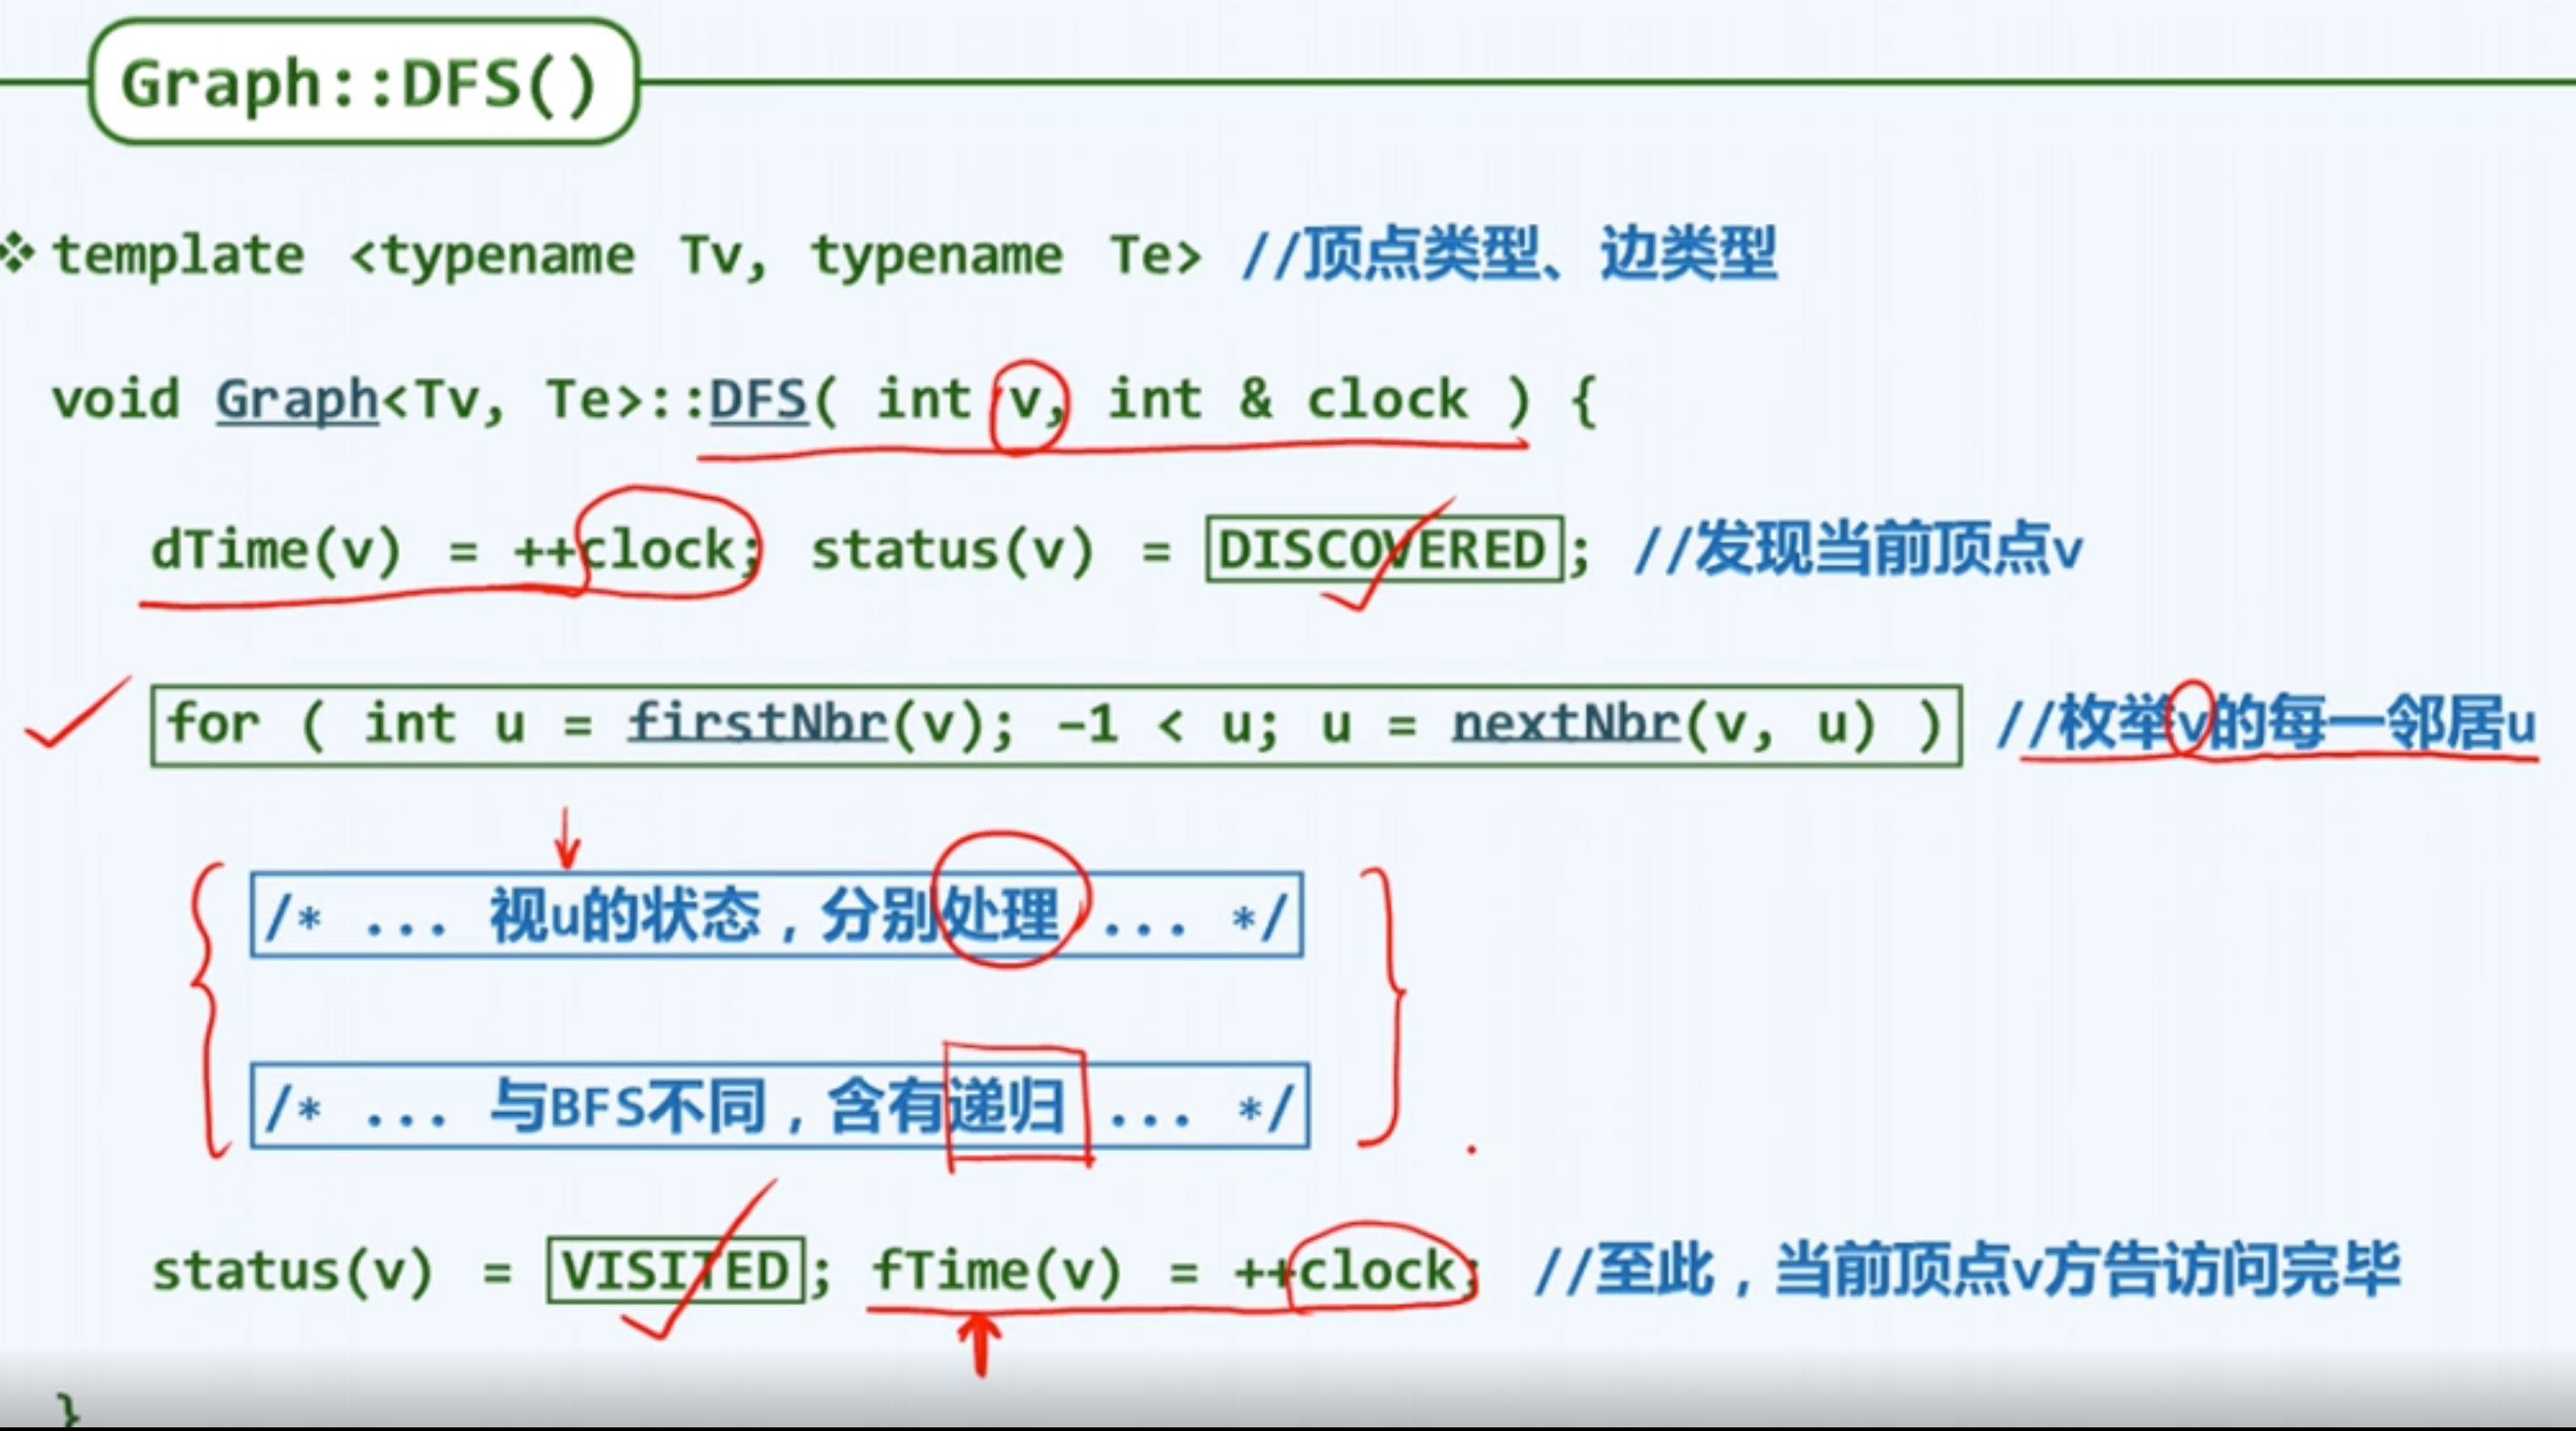 Graph::DFS()
template <typename Tv, typename Te> //顶点类型、边类型
void Graph<Tv, Te>::DFS( int v, int & clock ) {
dTime(v) = ++clock; status(v) = DISCOVERED; //发现当前顶点v
for ( int u = firstNbr(v); -1 < u; u = nextNbr(v, u) ) //枚举v的每一邻居u
/* ... 视u的状态，分别处理 ... */
/* ... 与BFS不同，含有递归 ... */
status(v) = VISITED; fTime(v) = ++clock; //至此，当前顶点v方告访问完毕
}